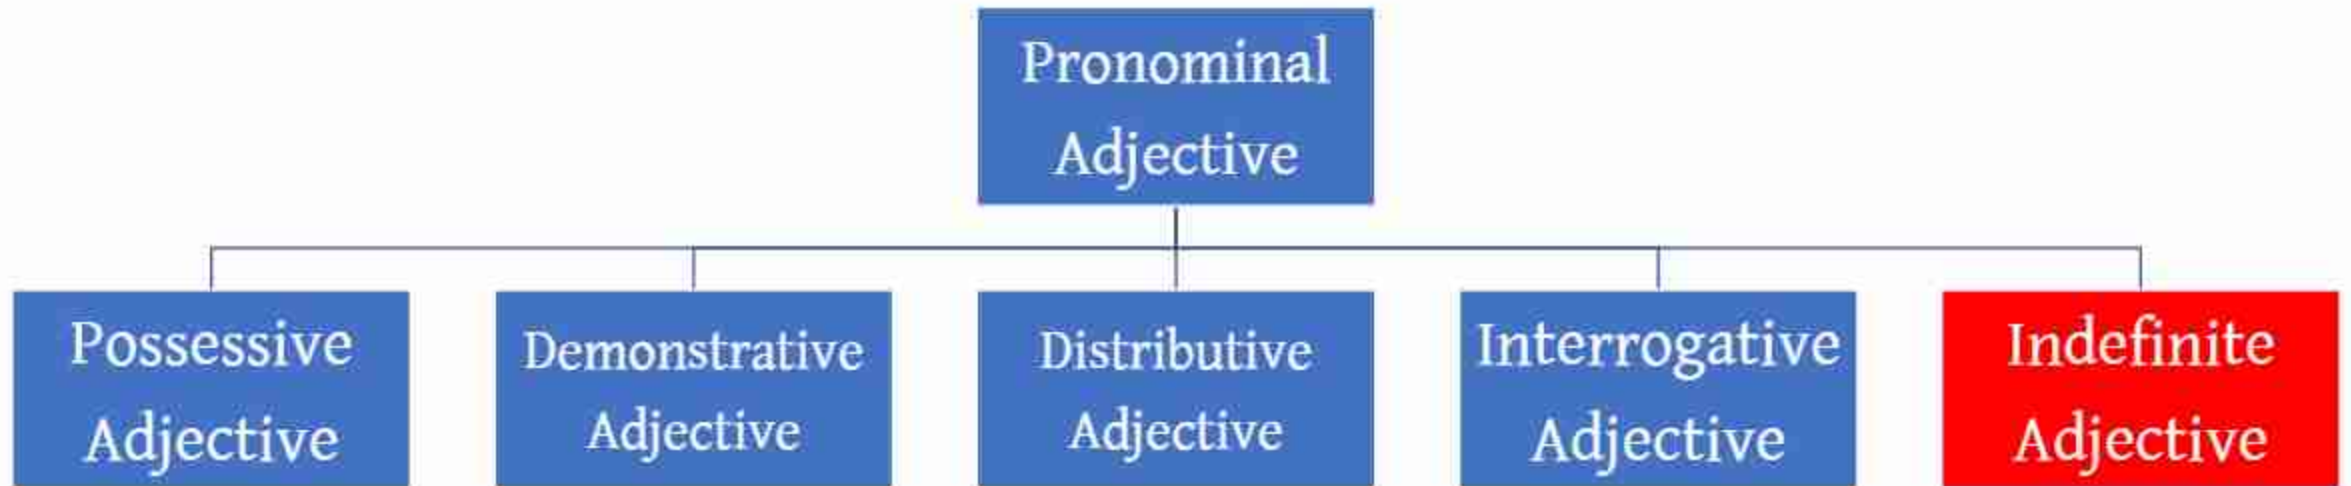 Pronominal
Adjective
Possessive
Adjective
Demonstrative
Adjective
Distributive
Adjective
Interrogative
Adjective
Indefinite
Adjective